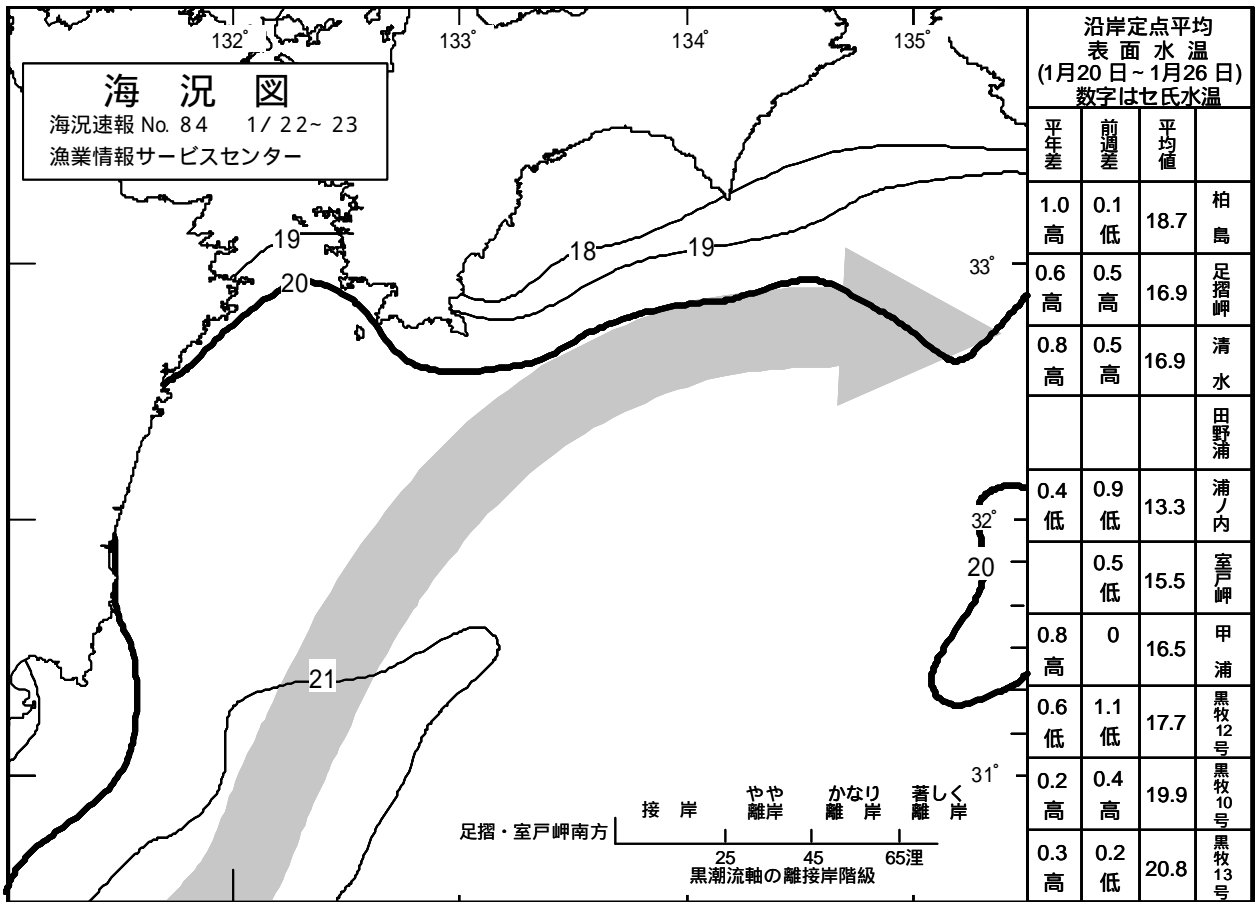 132°
133°
134°
135°
海 況 図
海況速報 No. 84 1/22~23
漁業情報サービスセンター
19
20
18
19
33°
32°
20
21
31°
接 岸
やや
離岸
かなり
離 岸
著しく
離 岸
足摺・室戸岬南方
25 45 65浬
黒潮流軸の離接岸階級
沿岸定点平均
表 面 水 温
(1月20日~1月26日)
数字はセ氏水温
平年差 前週差 平均値
1.0高 0.1低 18.7 柏島
0.6高 0.5高 16.9 足摺岬
0.8高 0.5高 16.9 清水
田野浦
0.4低 0.9低 13.3 浦ノ内
0.5低 15.5 室戸岬
0.8高 0 16.5 甲浦
0.6低 1.1低 17.7 黒牧12号
0.2高 0.4高 19.9 黒牧10号
0.3高 0.2低 20.8 黒牧13号